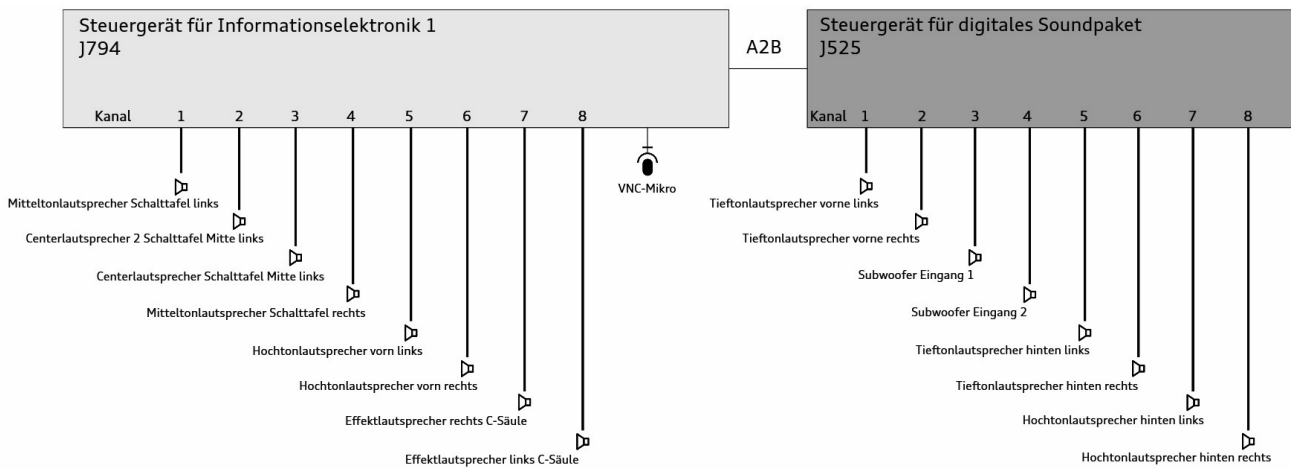 Steuergerät für Informationselektronik 1
J794
Kanal 1 2 3 4 5 6 7 8
VNC-Mikro
Mitteltonlautsprecher Schalttafel links
Centerlautsprecher 2 Schalttafel Mitte links
Centerlautsprecher Schalttafel Mitte links
Mitteltonlautsprecher Schalttafel rechts
Hochtonlautsprecher vorn links
Hochtonlautsprecher vorn rechts
Effektlautsprecher rechts C-Säule
Effektlautsprecher links C-Säule
A2B
Steuergerät für digitales Soundpaket
J525
Kanal 1 2 3 4 5 6 7 8
Tieftonlautsprecher vorne links
Tieftonlautsprecher vorne rechts
Subwoofer Eingang 1
Subwoofer Eingang 2
Tieftonlautsprecher hinten links
Tieftonlautsprecher hinten rechts
Hochtonlautsprecher hinten links
Hochtonlautsprecher hinten rechts